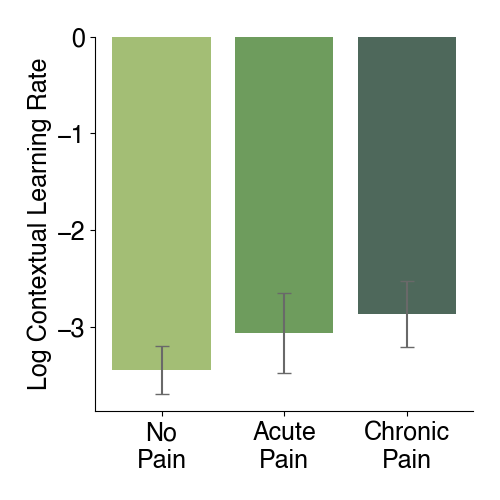 Log Contextual Learning Rate
0
−1
−2
−3
No
Pain
Acute
Pain
Chronic
Pain